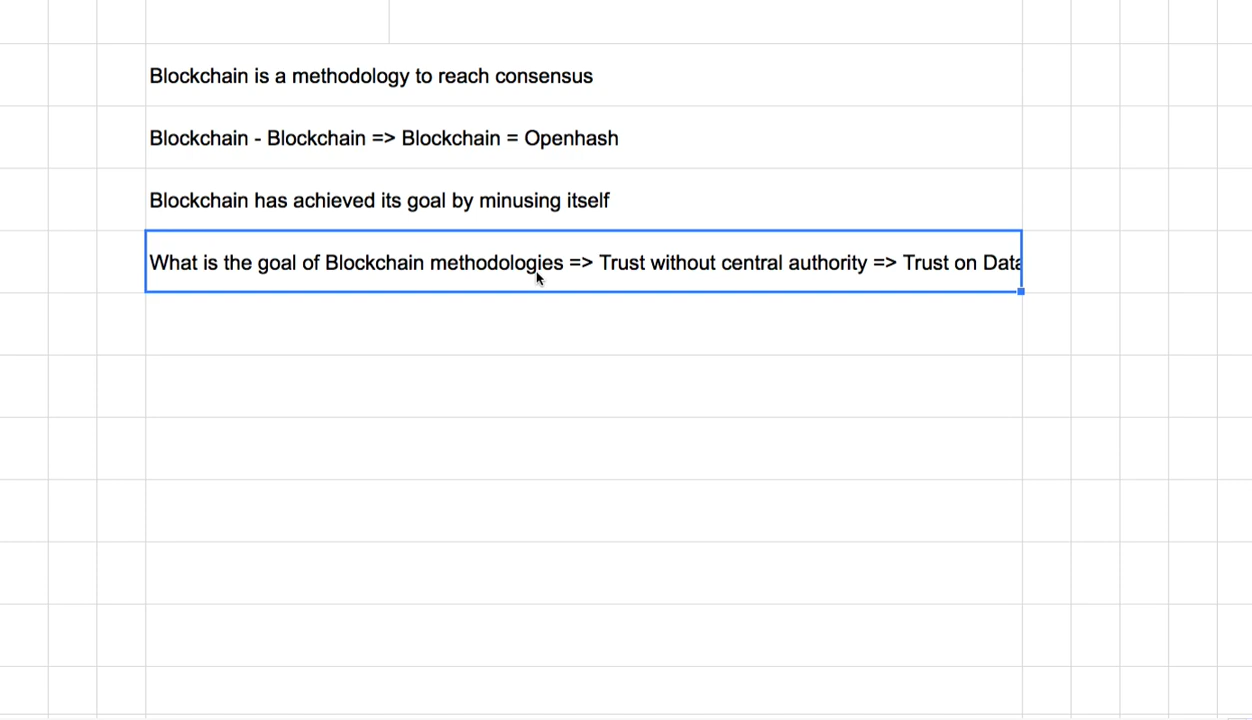 Blockchain is a methodology to reach consensus
Blockchain - Blockchain => Blockchain = Openhash
Blockchain has achieved its goal by minusing itself
What is the goal of Blockchain methodologies => Trust without central authority => Trust on Data